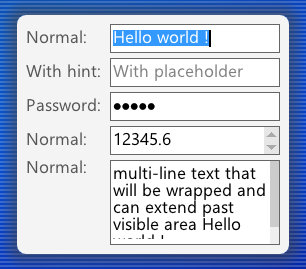 Normal: Hello world !
With hint: With placeholder
Password: ●●●●●
Normal: 12345.6
Normal: multi-line text that
will be wrapped and
can extend past
visible area Hello
world !